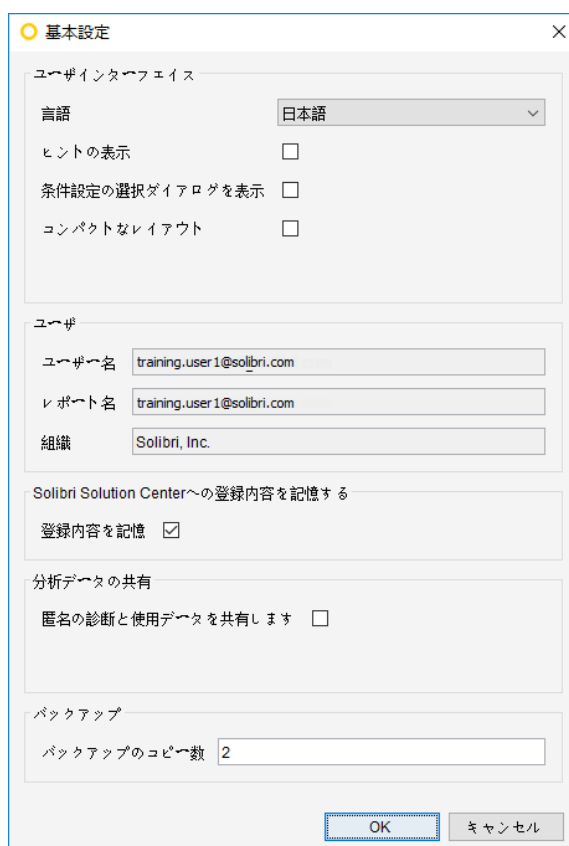 基本設定
ユーザインターフェイス
言語 日本語
ヒントの表示
条件設定の選択ダイアログを表示
コンパクトなレイアウト
ユーザ
ユーザー名 training.user1@solibri.com
レポート名 training.user1@solibri.com
組織 Solibri, Inc.
Solibri Solution Centerへの登録内容を記憶する
登録内容を記憶
分析データの共有
匿名の診断と使用データを共有します
バックアップ
バックアップのコピー数 2
OK キャンセル